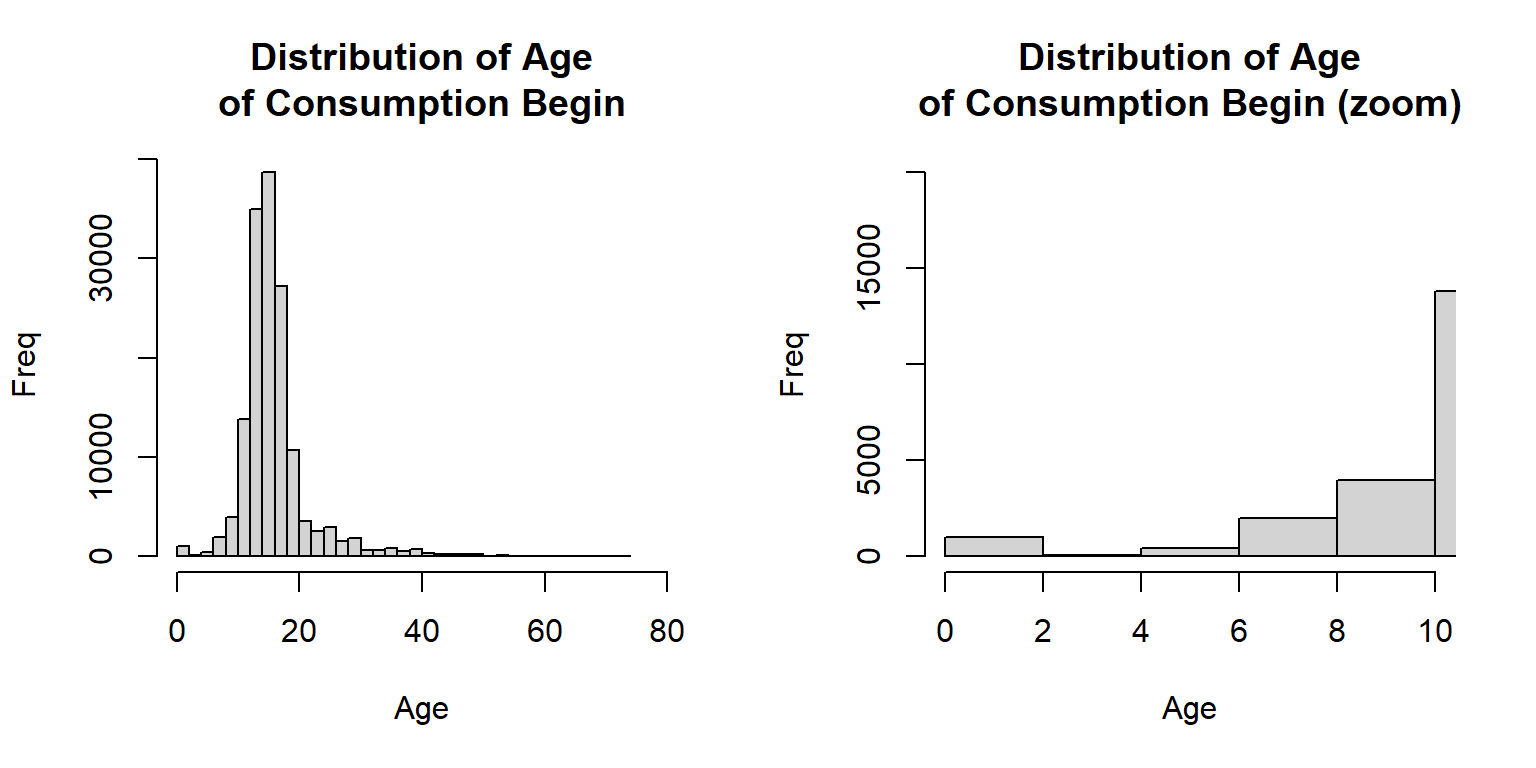 Distribution of Age
of Consumption Begin
30000
10000
0
Freq
0 20 40 60 80
Age
Distribution of Age
of Consumption Begin (zoom)
15000
5000
0
Freq
0 2 4 6 8 10
Age